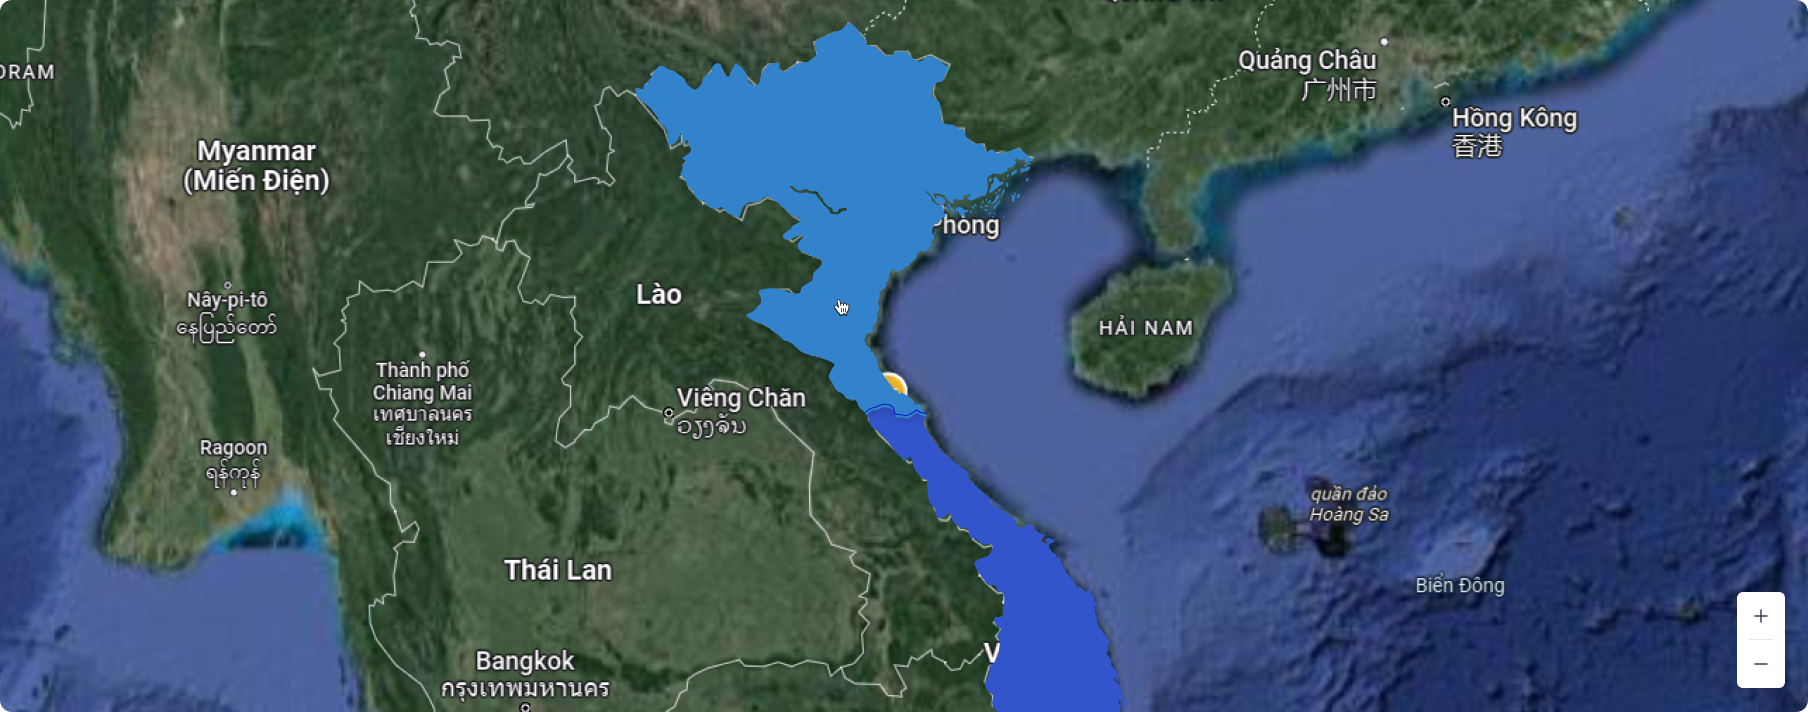 Quảng Châu
广州市
Hồng Kông
香港
ORAM
Myanmar
(Miến Điện)
Phòng
Lào
Nây-pi-tô
နေပြည်တော်
HẢI NAM
Thành phố
Chiang Mai
เทศบาลนคร
เชียงใหม่
Viêng Chăn
ວຽງຈັນ
Ragoon
ရန်ကုန်
quần đảo
Hoàng Sa
Thái Lan
Biển Đông
Bangkok
กรุงเทพมหานคร
V
+
−